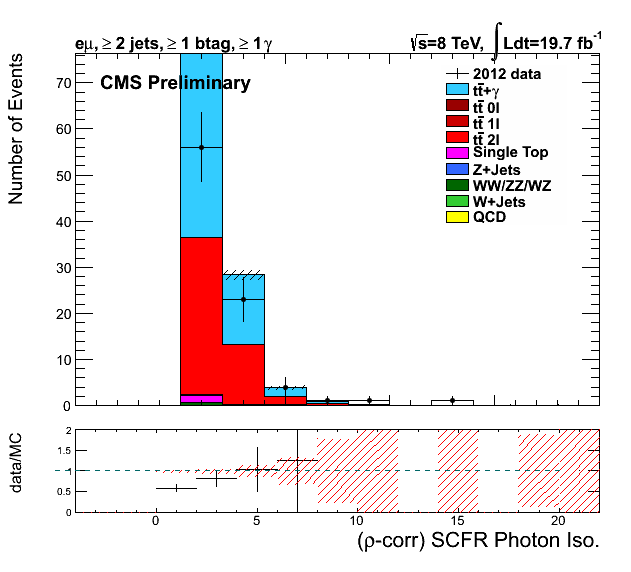 eμ, ≥ 2 jets, ≥ 1 btag, ≥ 1 γ
√s=8 TeV, ∫Ldt=19.7 fb⁻¹
CMS Preliminary
2012 data
tt̄+γ
tt̄ 0l
tt̄ 1l
tt̄ 2l
Single Top
Z+Jets
WW/ZZ/WZ
W+Jets
QCD
Number of Events
70
60
50
40
30
20
10
0
data/MC
2
1.5
1
0.5
0
0 5 10 15 20
(ρ-corr) SCFR Photon Iso.